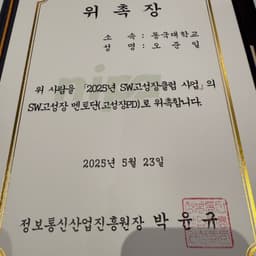 위 촉 장
소 속 : 동국대학교
성 명 : 오 준 일
위 사람을 「2025년 SW고성장클럽 사업」의
SW고성장 멘토단(고성장PD)로 위촉합니다.
2025년 5월 23일
정보통신산업진흥원장 박 윤 규